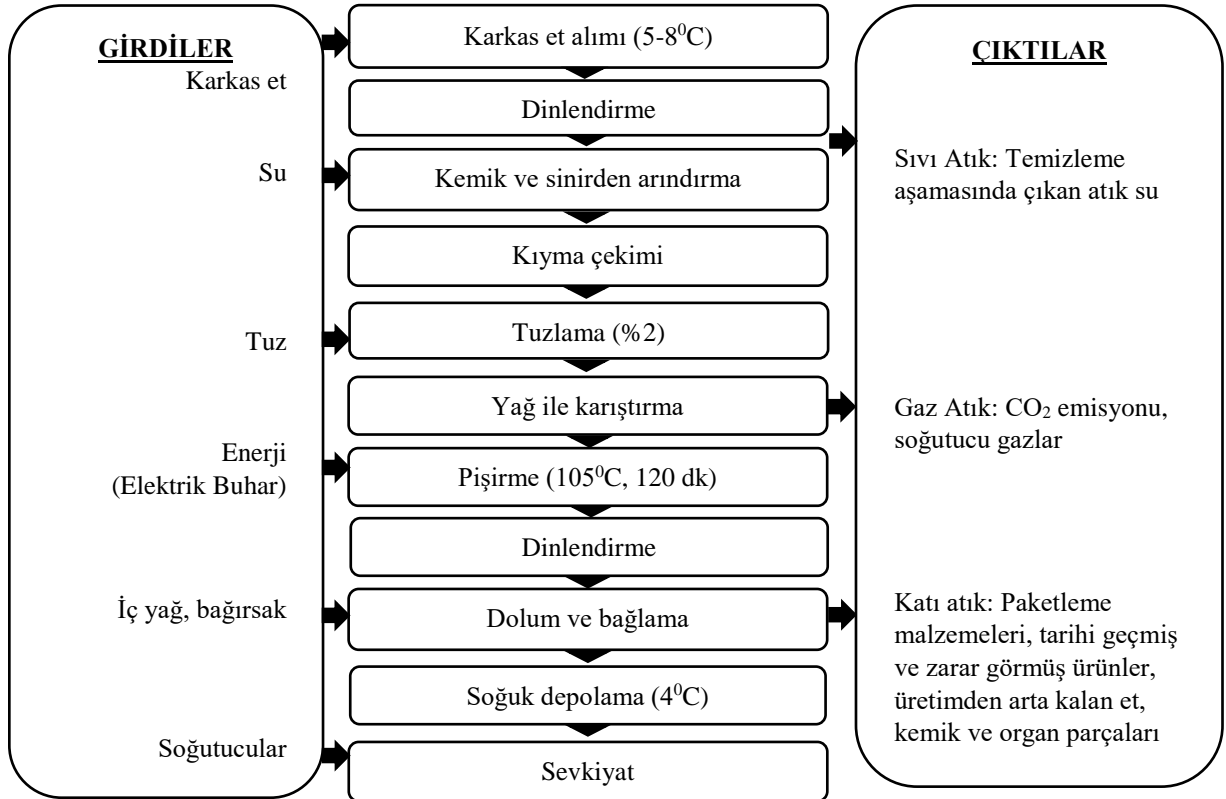 GİRDİLER
Karkas et
Su
Tuz
Enerji
(Elektrik Buhar)
İç yağ, bağırsak
Soğutucular
Karkas et alımı (5-8⁰C)
Dinlendirme
Kemik ve sinirden arındırma
Kıyma çekimi
Tuzlama (%2)
Yağ ile karıştırma
Pişirme (105⁰C, 120 dk)
Dinlendirme
Dolum ve bağlama
Soğuk depolama (4⁰C)
Sevkiyat
ÇIKTILAR
Sıvı Atık: Temizleme
aşamasında çıkan atık su
Gaz Atık: CO₂ emisyonu,
soğutucu gazlar
Katı atık: Paketleme
malzemeleri, tarihi geçmiş
ve zarar görmüş ürünler,
üretimden arta kalan et,
kemik ve organ parçaları